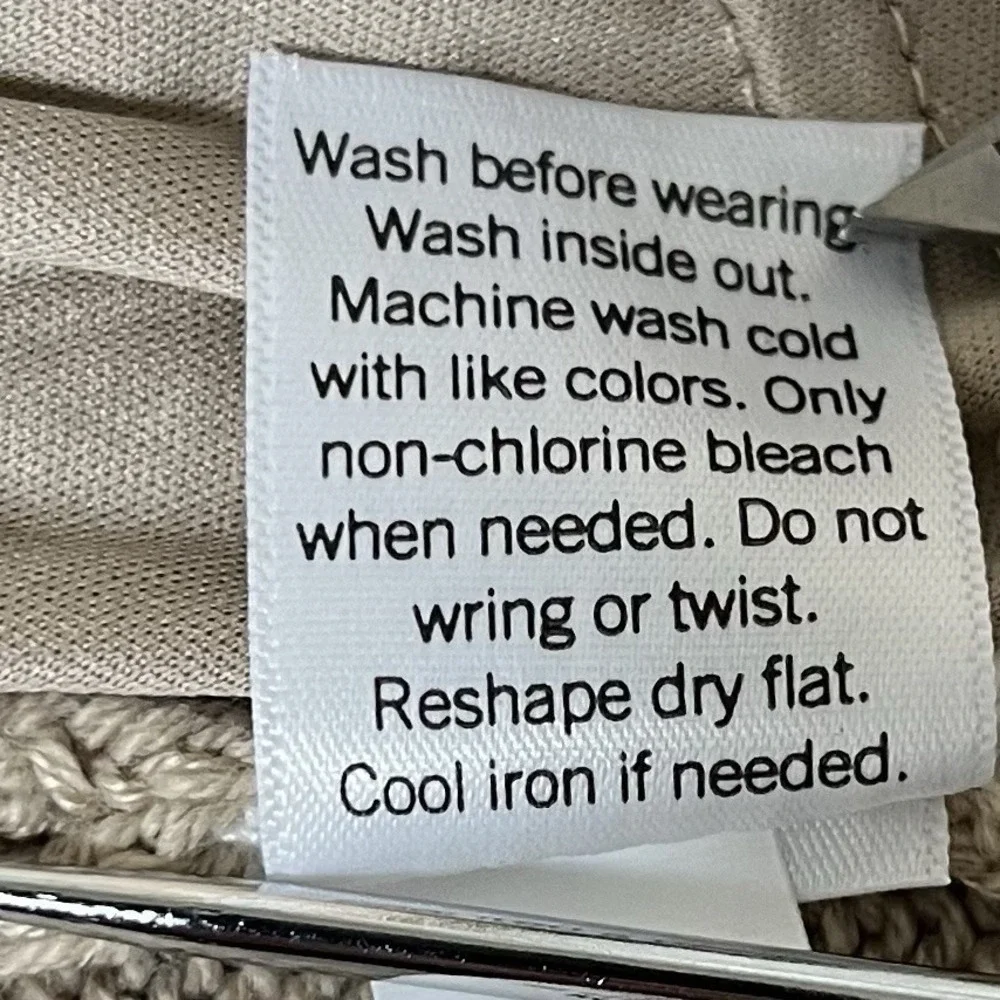 Wash before wearing.
Wash inside out.
Machine wash cold
with like colors. Only
non-chlorine bleach
when needed. Do not
wring or twist.
Reshape dry flat.
Cool iron if needed.